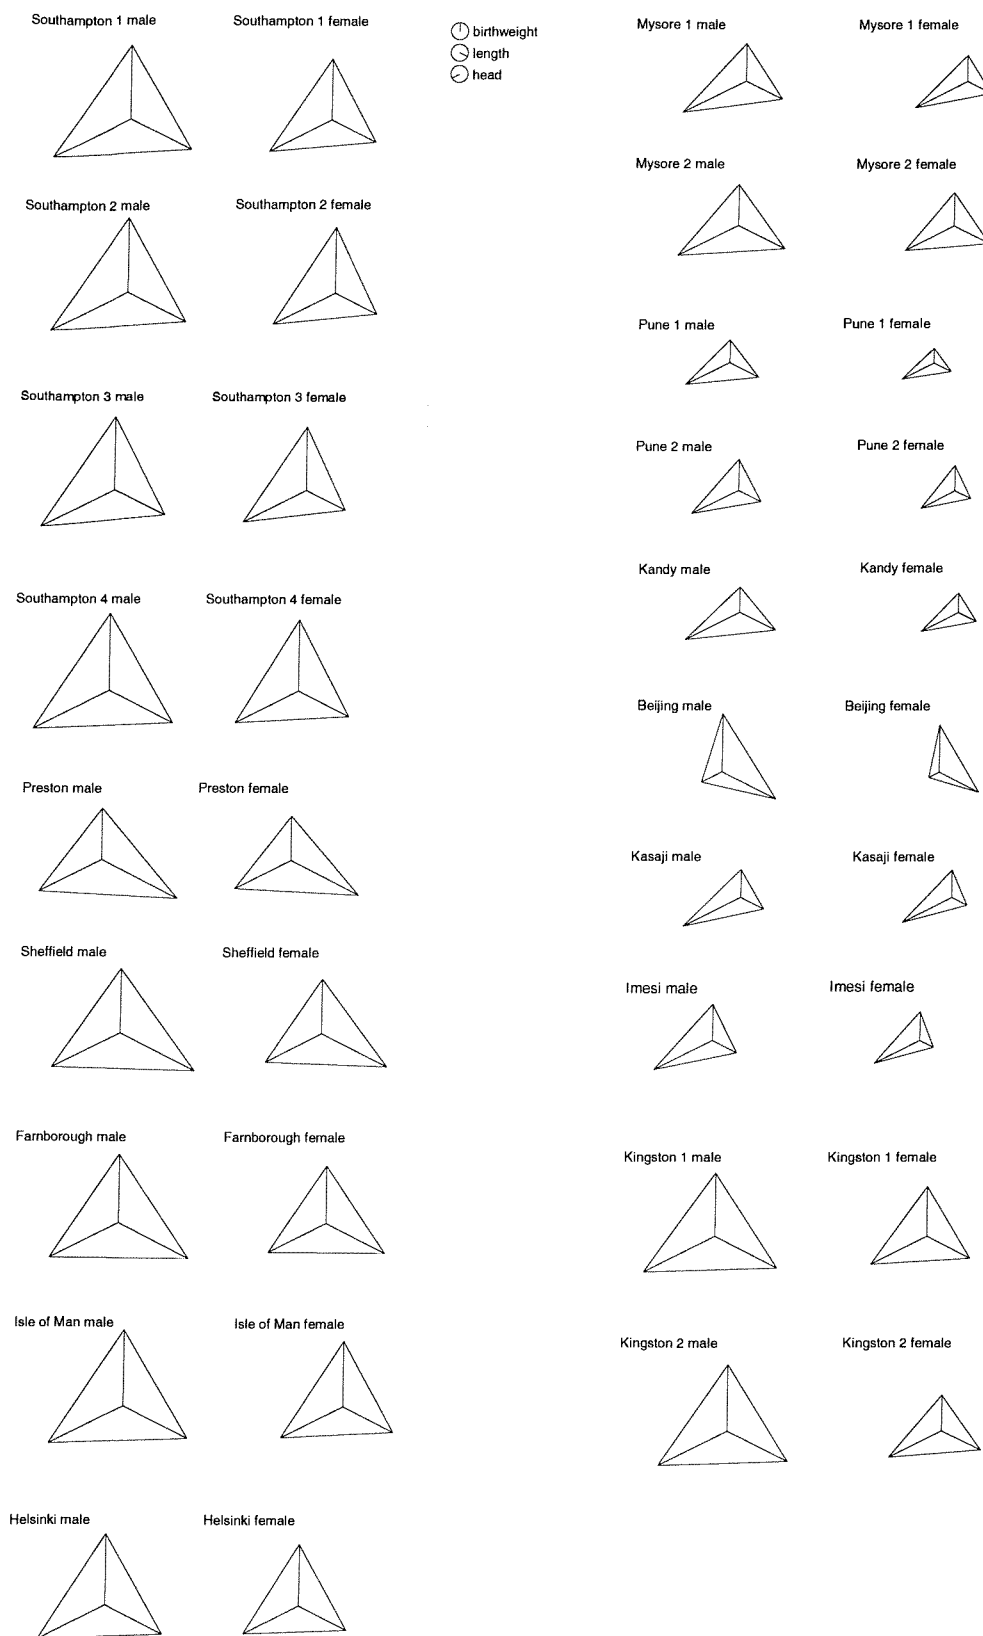 Southampton 1 male
Southampton 1 female
birthweight
length
head
Mysore 1 male
Mysore 1 female
Southampton 2 male
Southampton 2 female
Mysore 2 male
Mysore 2 female
Pune 1 male
Pune 1 female
Southampton 3 male
Southampton 3 female
Pune 2 male
Pune 2 female
Kandy male
Kandy female
Southampton 4 male
Southampton 4 female
Beijing male
Beijing female
Preston male
Preston female
Kasaji male
Kasaji female
Sheffield male
Sheffield female
Imesi male
Imesi female
Farnborough male
Farnborough female
Kingston 1 male
Kingston 1 female
Isle of Man male
Isle of Man female
Kingston 2 male
Kingston 2 female
Helsinki male
Helsinki female